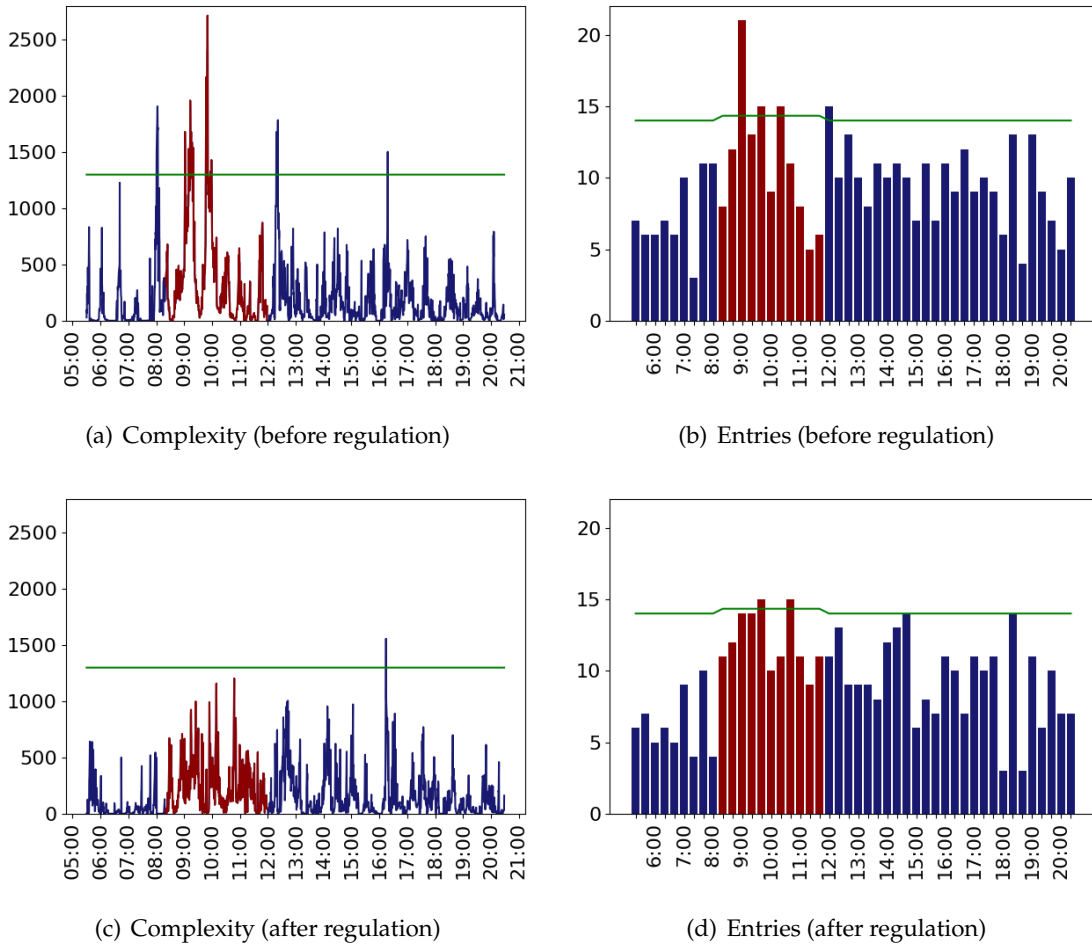 2500
2000
1500
1000
500
0
05:00 06:00 07:00 08:00 09:00 10:00 11:00 12:00 13:00 14:00 15:00 16:00 17:00 18:00 19:00 20:00 21:00
(a) Complexity (before regulation)
20
15
10
5
0
6:00 7:00 8:00 9:00 10:00 11:00 12:00 13:00 14:00 15:00 16:00 17:00 18:00 19:00 20:00
(b) Entries (before regulation)
2500
2000
1500
1000
500
0
05:00 06:00 07:00 08:00 09:00 10:00 11:00 12:00 13:00 14:00 15:00 16:00 17:00 18:00 19:00 20:00 21:00
(c) Complexity (after regulation)
20
15
10
5
0
6:00 7:00 8:00 9:00 10:00 11:00 12:00 13:00 14:00 15:00 16:00 17:00 18:00 19:00 20:00
(d) Entries (after regulation)